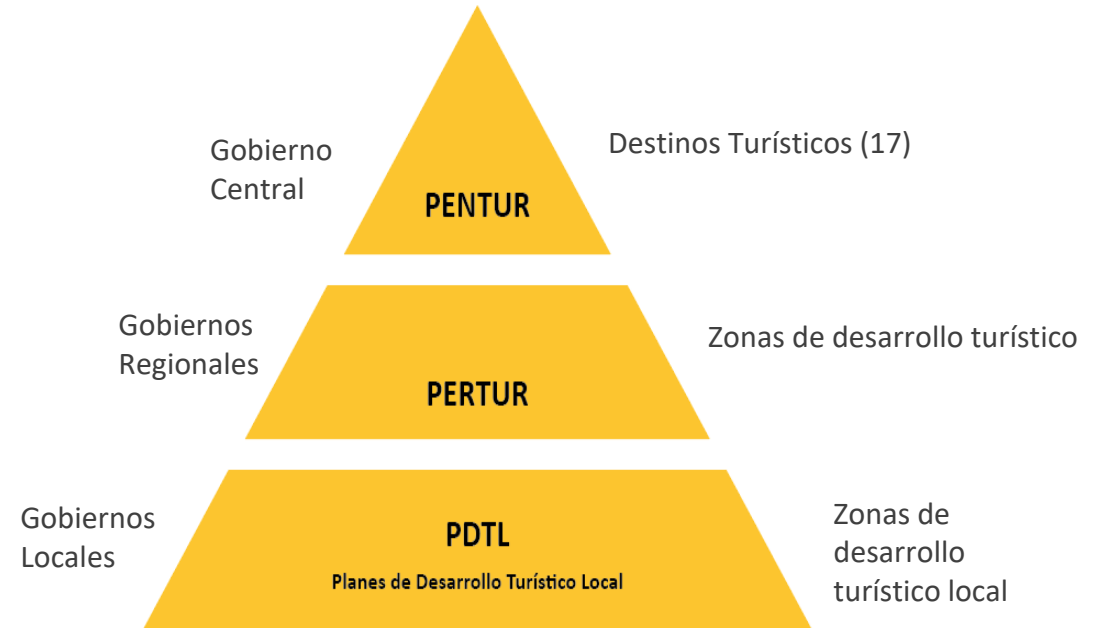 Gobierno
Central
PENTUR
Destinos Turísticos (17)
Gobiernos
Regionales
PERTUR
Zonas de desarrollo turístico
Gobiernos
Locales
PDTL
Planes de Desarrollo Turístico Local
Zonas de
desarrollo
turístico local